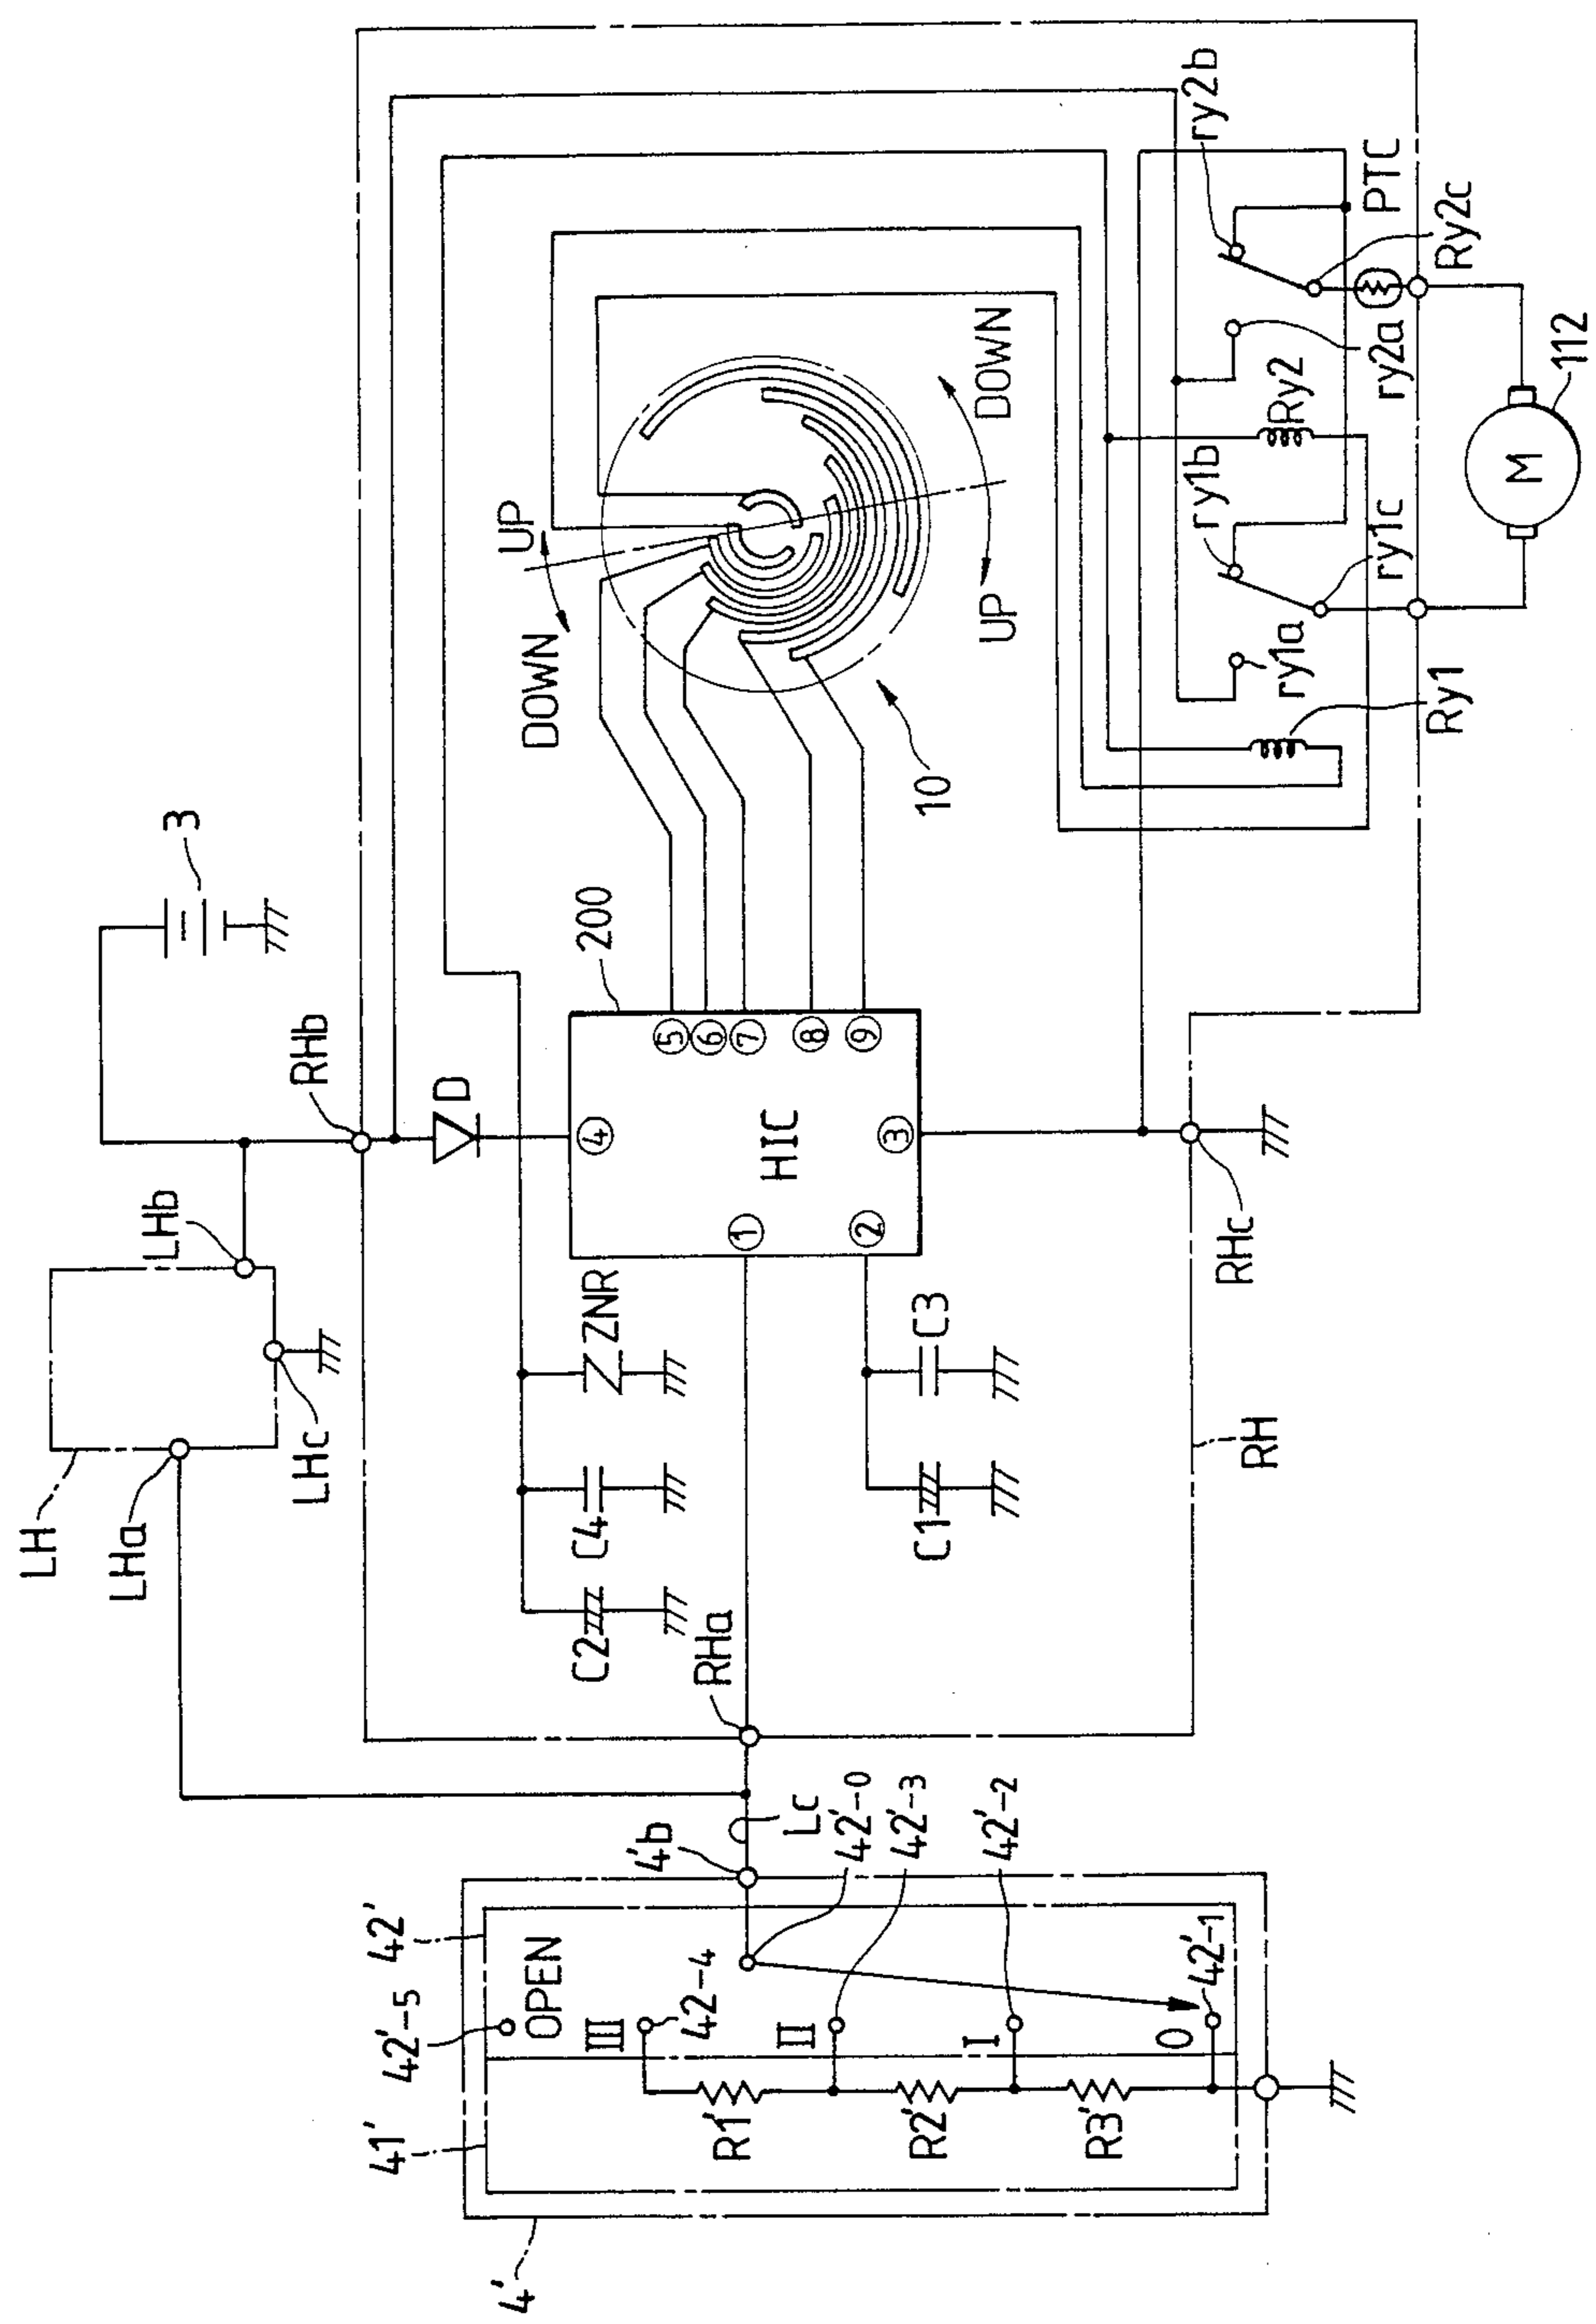 4'
41'
42'-5
42'
OPEN
III
42-4
II
I
0
42'-1
R1'
R2'
R3'
4'b
Lc
42'-0
42'-3
42'-2
LH
LHa
LHb
LHc
3
RHb
RHa
RHc
RH
D
C2
C4
ZNR
C1
C3
HIC
200
1
2
3
4
5
6
7
8
9
DOWN
UP
UP
DOWN
10
Ry1
ry1a
ry1b
ry1c
Ry2
ry2a
ry2b
Ry2c
PTC
M
112